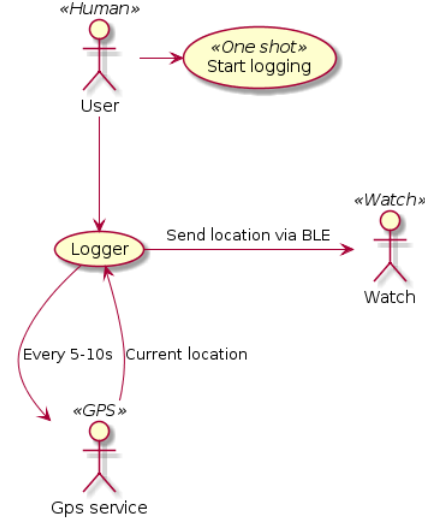 «Human»
User
«One shot»
Start logging
Logger
Send location via BLE
«Watch»
Watch
Every 5-10s
Current location
«GPS»
Gps service